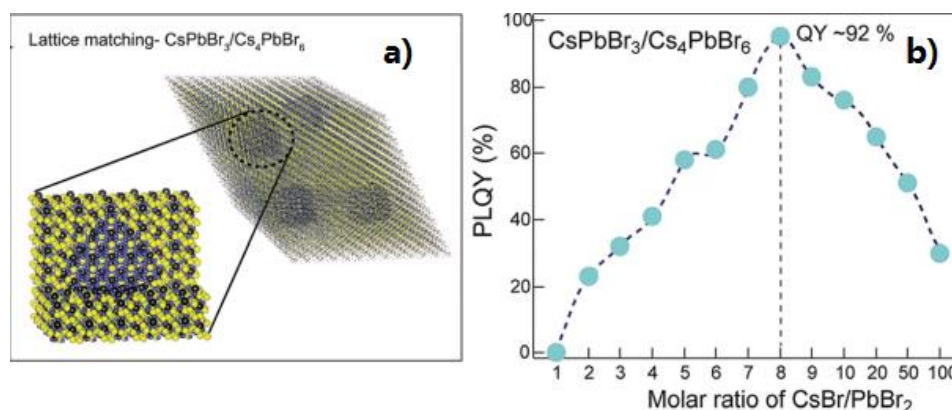 Lattice matching- CsPbBr₃/Cs₄PbBr₆
a)
100
80
60
40
20
0
PLQY (%)
CsPbBr₃/Cs₄PbBr₆
QY ~92 %
b)
1 2 3 4 5 6 7 8 9 10 20 50 100
Molar ratio of CsBr/PbBr₂